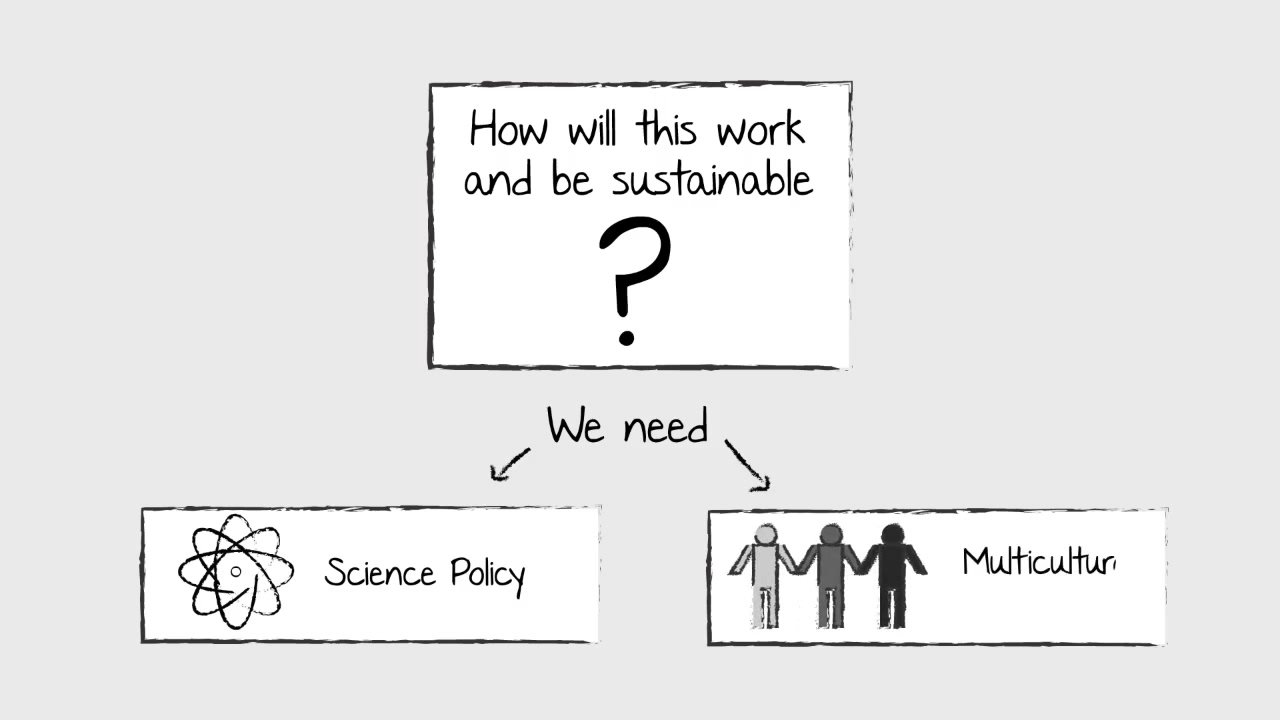 How will this work
and be sustainable
?
We need
Science Policy